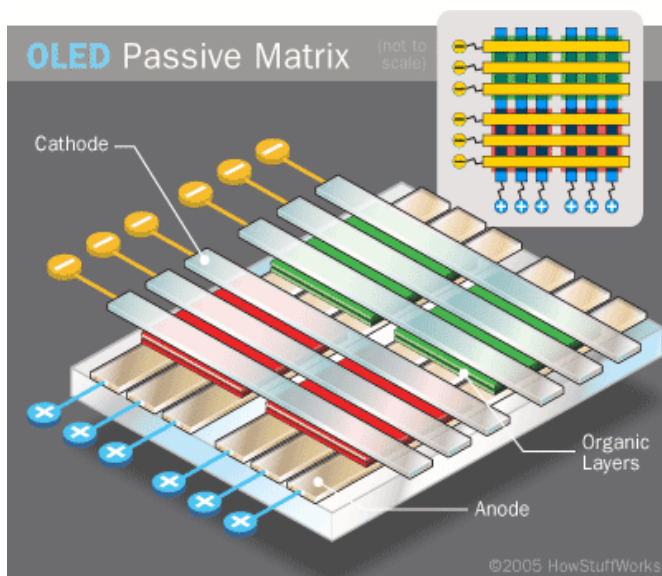 OLED Passive Matrix (not to
scale)
Cathode
Organic
Layers
Anode
©2005 HowStuffWorks